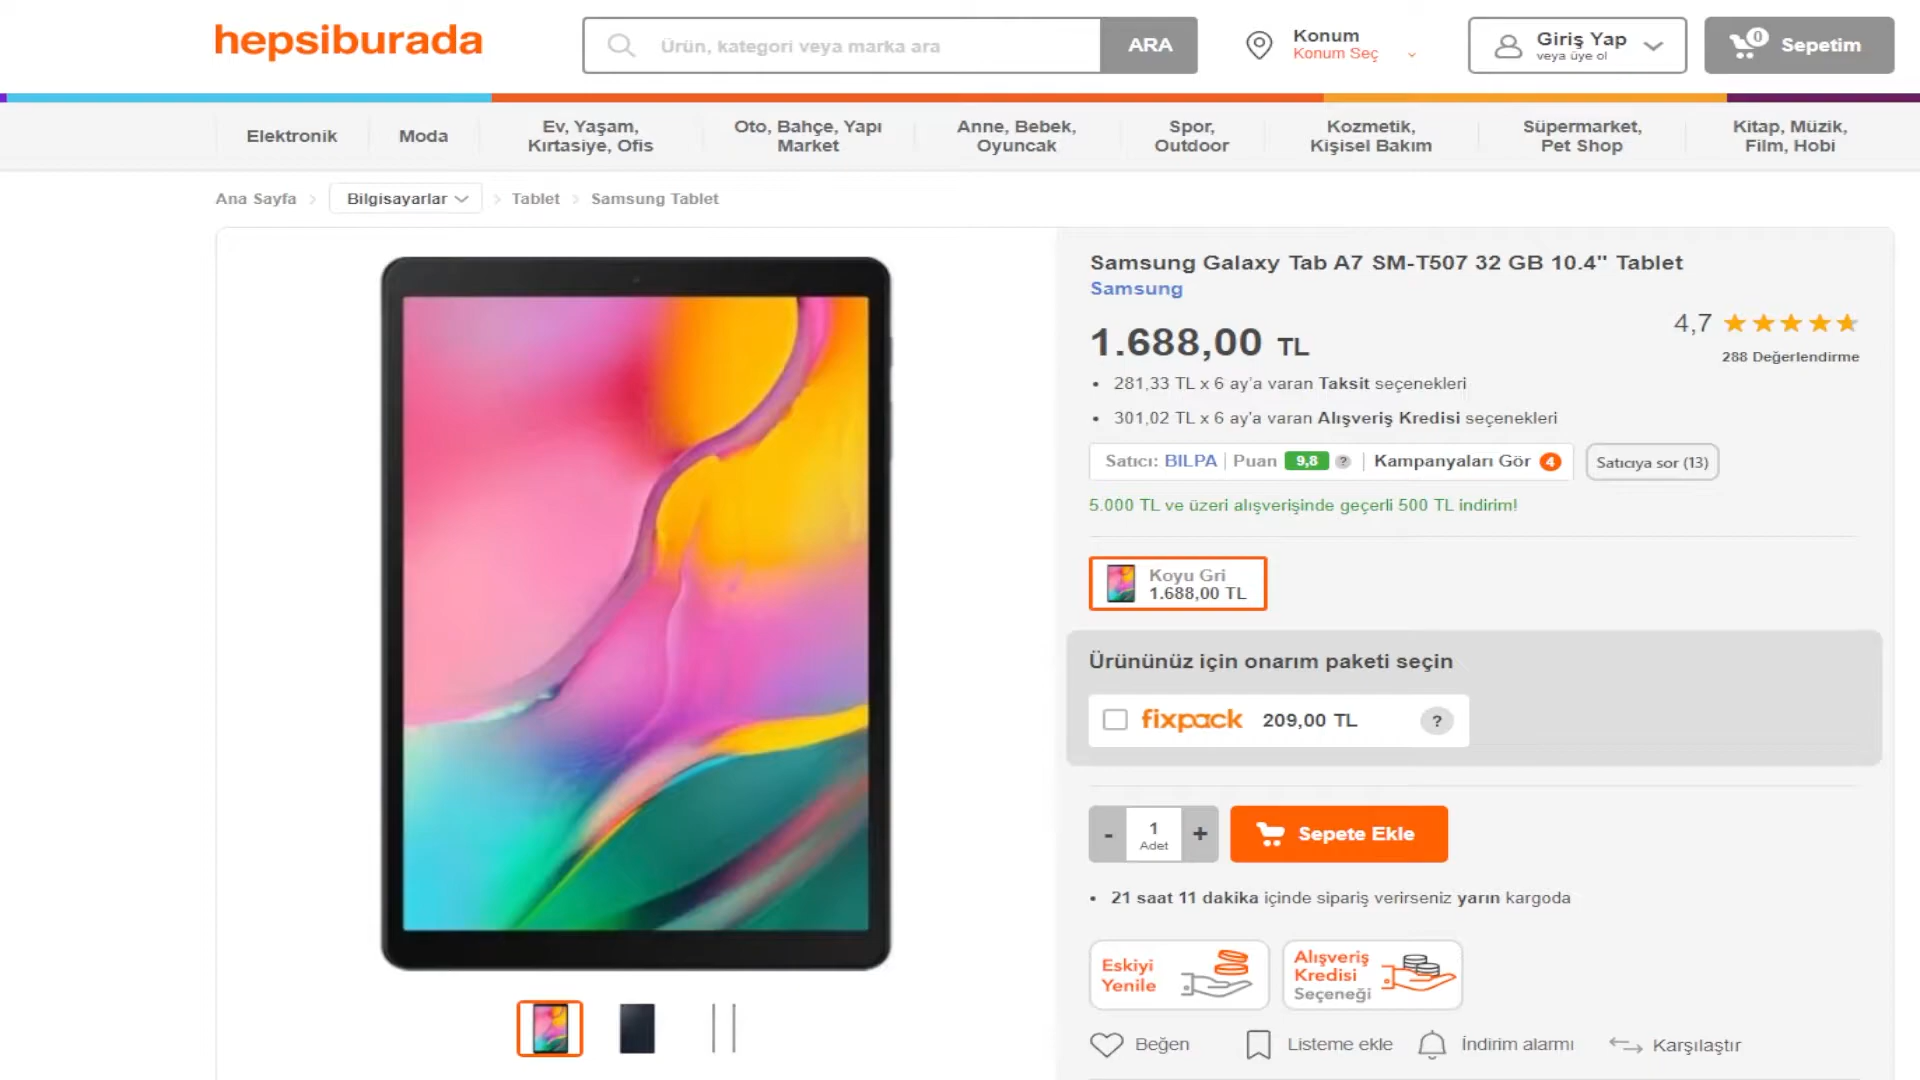 hepsiburada
Ürün, kategori veya marka ara
ARA
Konum
Konum Seç
Giriş Yap
veya üye ol
0
Sepetim
Elektronik
Moda
Ev, Yaşam,
Kırtasiye, Ofis
Oto, Bahçe, Yapı
Market
Anne, Bebek,
Oyuncak
Spor,
Outdoor
Kozmetik,
Kişisel Bakım
Süpermarket,
Pet Shop
Kitap, Müzik,
Film, Hobi
Ana Sayfa
Bilgisayarlar
Tablet
Samsung Tablet
Samsung Galaxy Tab A7 SM-T507 32 GB 10.4" Tablet
Samsung
1.688,00 TL
4,7
288 Değerlendirme
• 281,33 TL x 6 ay'a varan Taksit seçenekleri
• 301,02 TL x 6 ay'a varan Alışveriş Kredisi seçenekleri
Satıcı: BILPA | Puan 9,8 ? | Kampanyaları Gör 4
Satıcıya sor (13)
5.000 TL ve üzeri alışverişinde geçerli 500 TL indirim!
Koyu Gri
1.688,00 TL
Ürününüz için onarım paketi seçin
fixpack 209,00 TL ?
- 1 +
Adet
Sepete Ekle
• 21 saat 11 dakika içinde sipariş verirseniz yarın kargoda
Eskiyi
Yenile
Alışveriş
Kredisi
Seçeneği
Beğen
Listeme ekle
İndirim alarmı
Karşılaştır